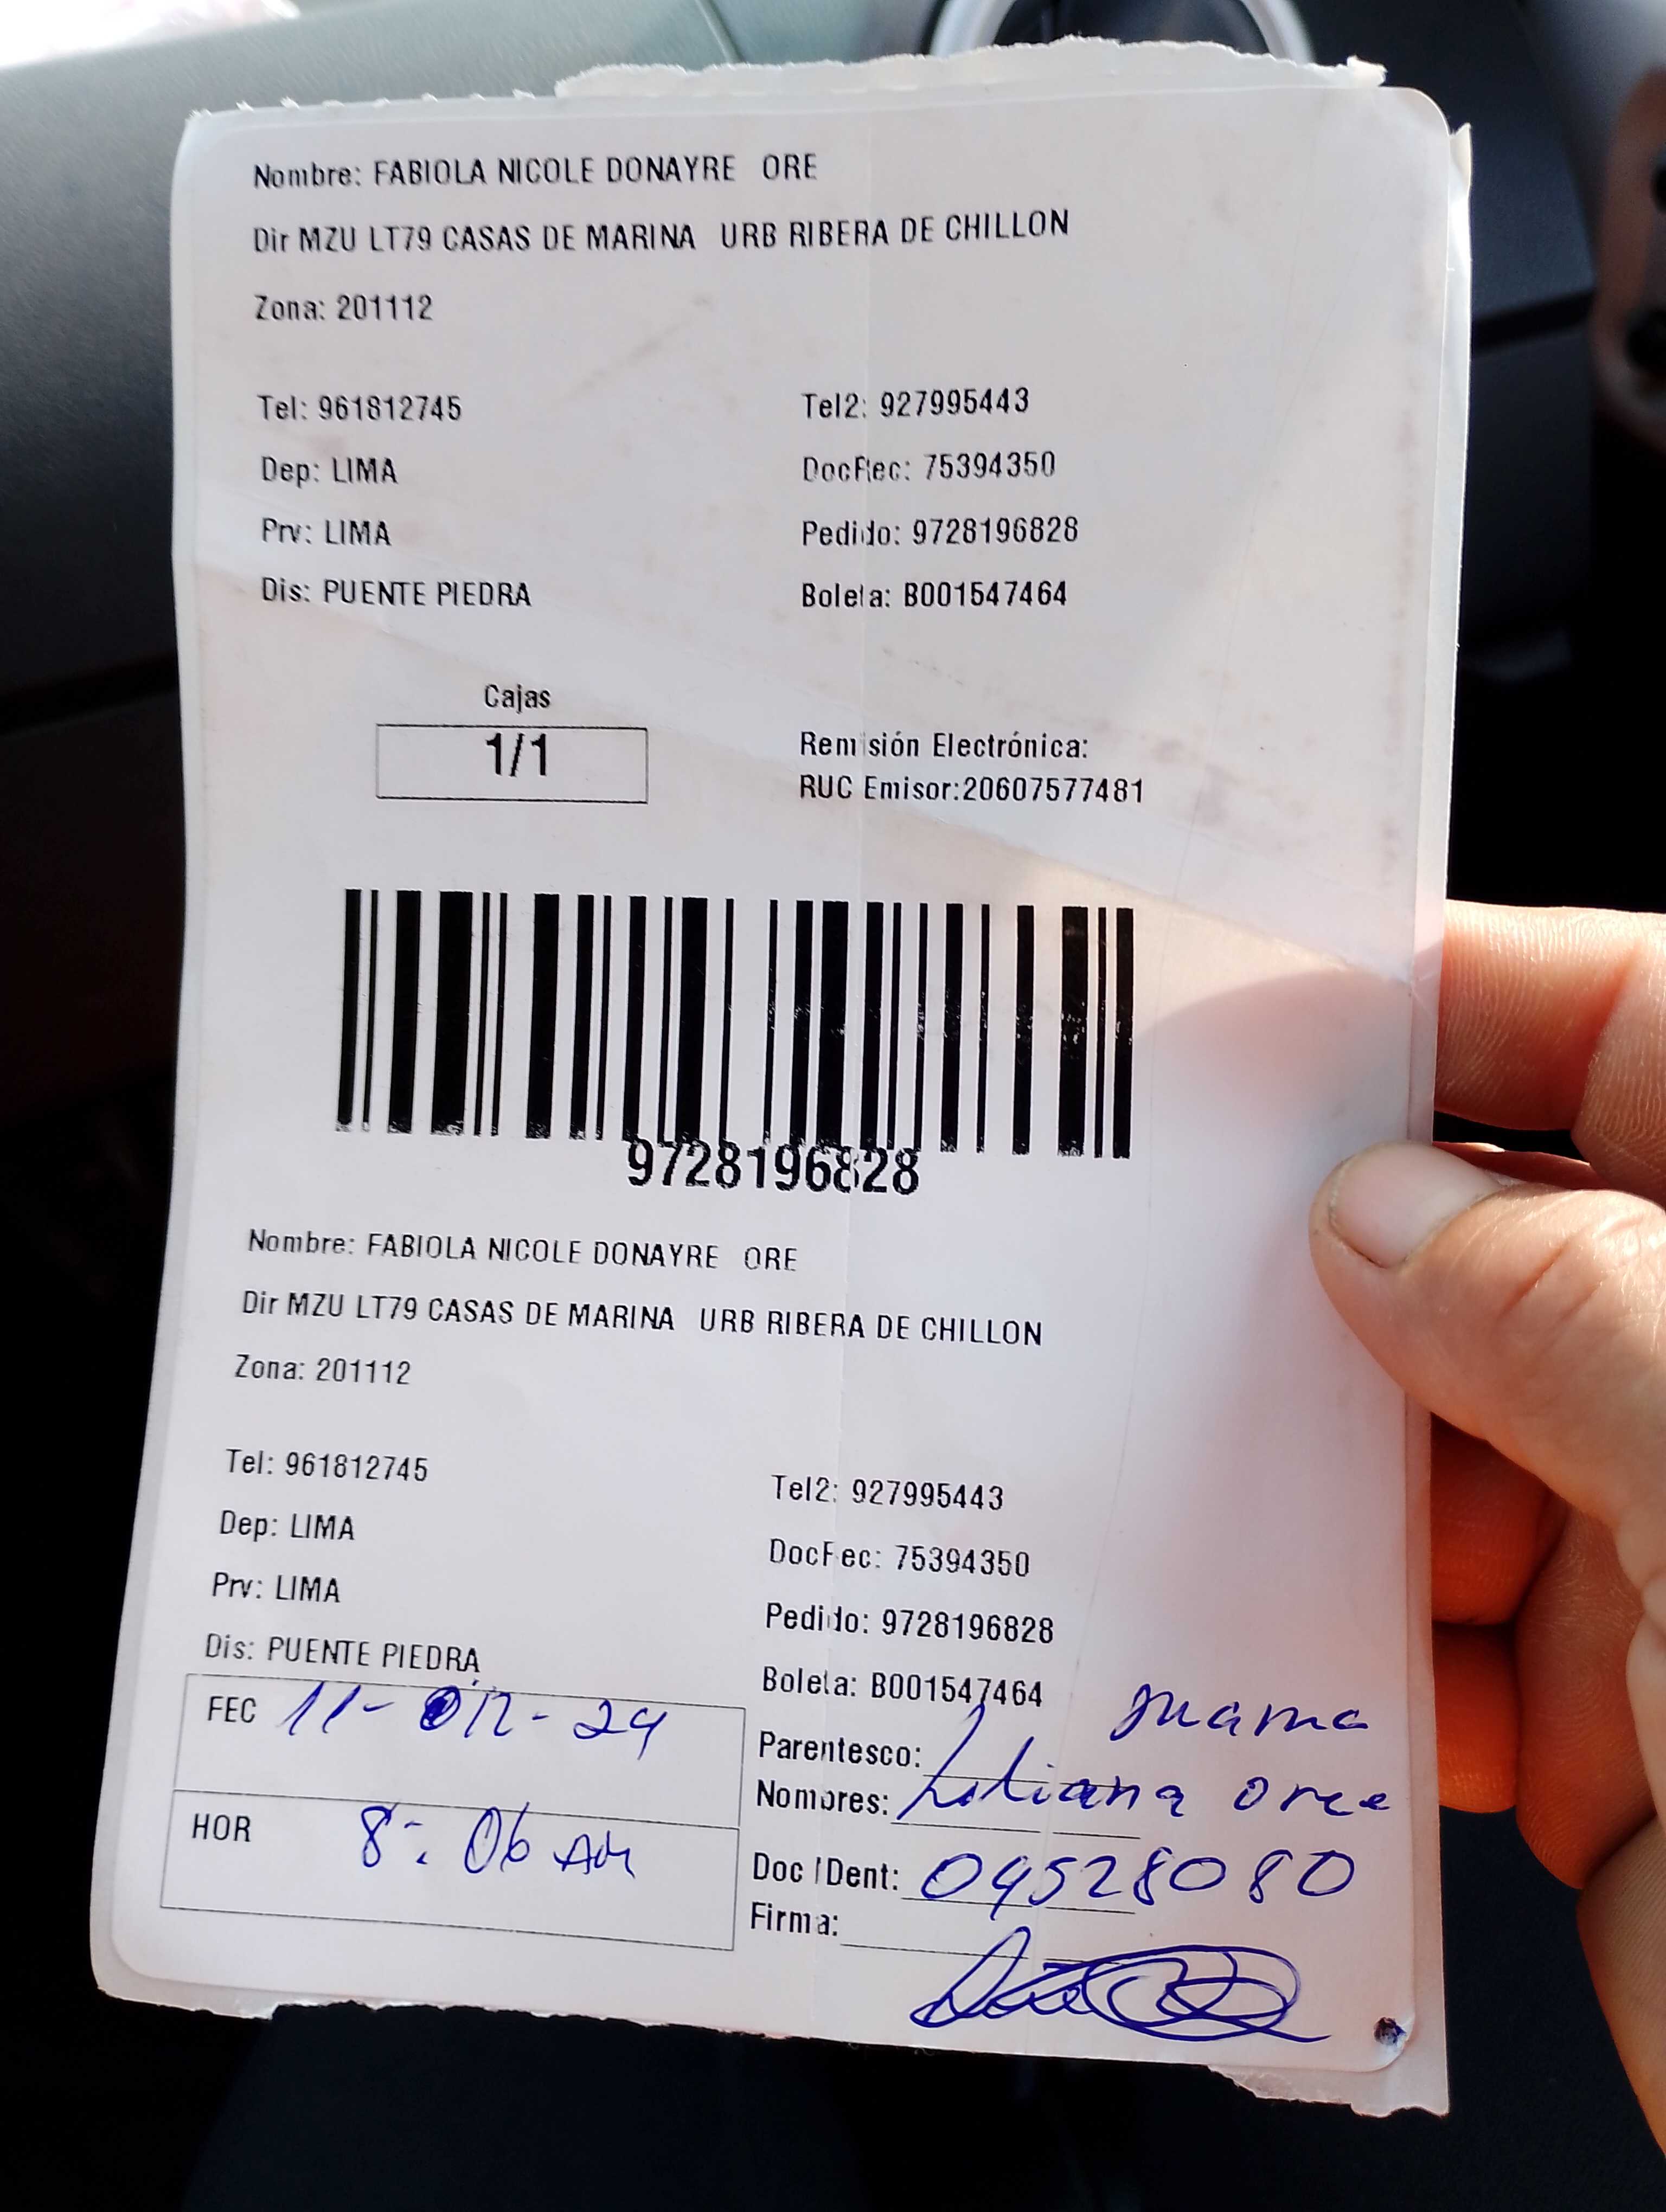 Nombre: FABIOLA NICOLE DONAYRE ORE
Dir MZU LT79 CASAS DE MARINA URB RIBERA DE CHILLON
Zona: 201112
Tel: 961812745 Tel2: 927995443
Dep: LIMA DocRec: 75394350
Prv: LIMA Pedido: 9728196828
Dis: PUENTE PIEDRA Boleta: B001547464
Cajas
1/1
Remisión Electrónica:
RUC Emisor:20607577481
9728196828
Nombre: FABIOLA NICOLE DONAYRE ORE
Dir MZU LT79 CASAS DE MARINA URB RIBERA DE CHILLON
Zona: 201112
Tel: 961812745 Tel2: 927995443
Dep: LIMA DocRec: 75394350
Prv: LIMA Pedido: 9728196828
Dis: PUENTE PIEDRA Boleta: B001547464
FEC
HOR 8:06 AM
Parentesco: mama
Nombres: Liliana
Doc IDent: 09528080
Firma: